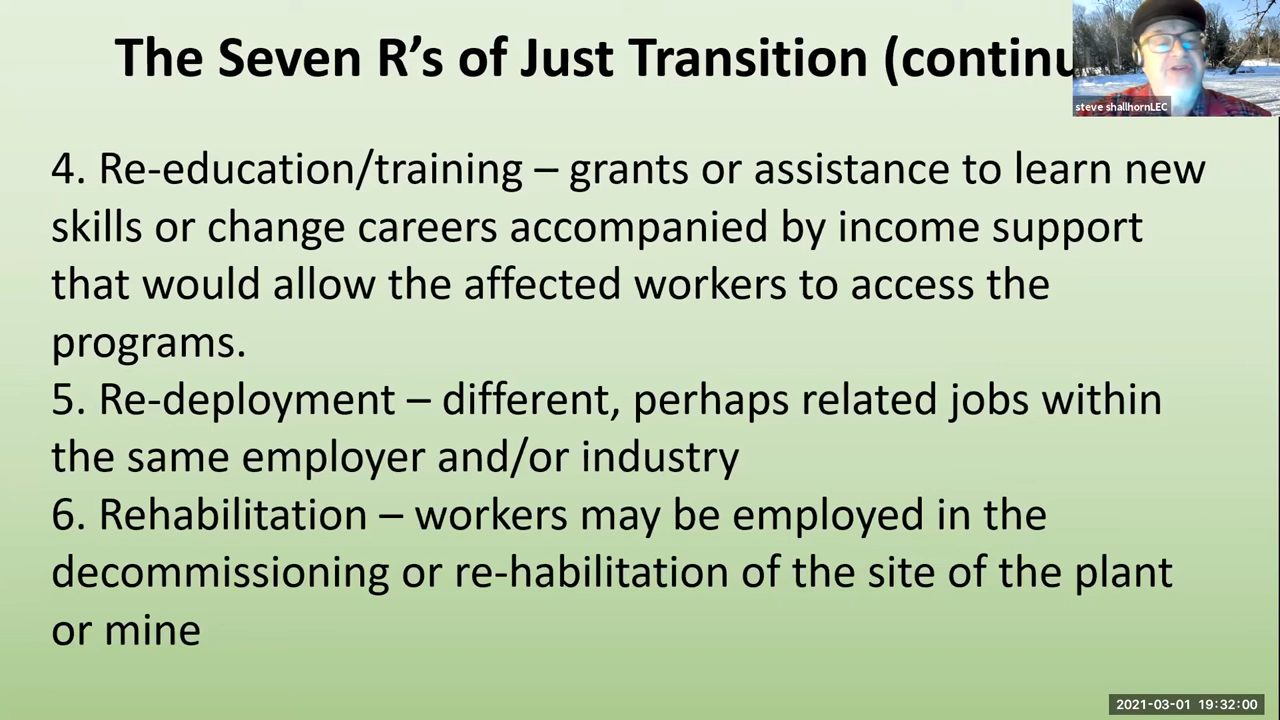 The Seven R’s of Just Transition (continu
steve shallhornLEC
4. Re-education/training – grants or assistance to learn new
skills or change careers accompanied by income support
that would allow the affected workers to access the
programs.
5. Re-deployment – different, perhaps related jobs within
the same employer and/or industry
6. Rehabilitation – workers may be employed in the
decommissioning or re-habilitation of the site of the plant
or mine
2021-03-01 19:32:00